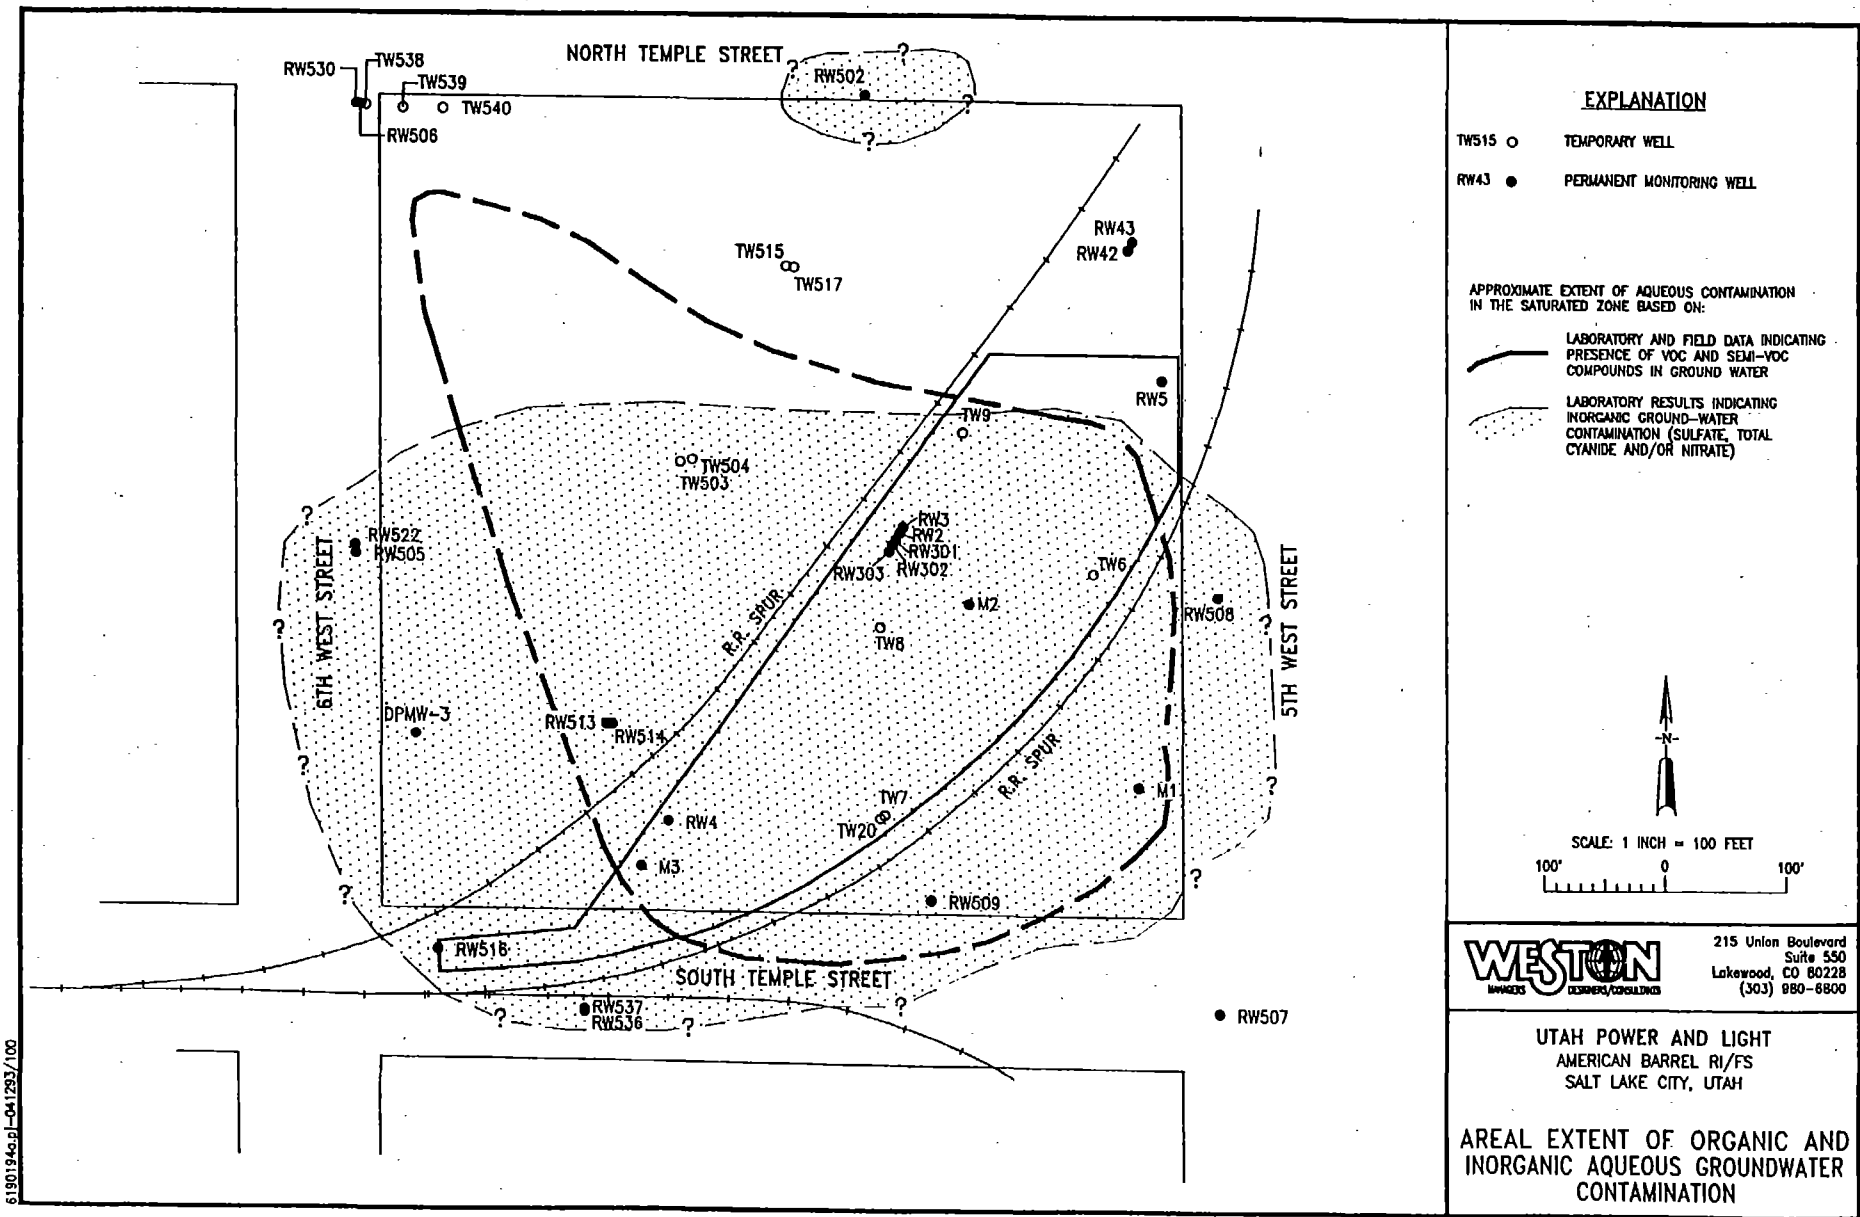 NORTH TEMPLE STREET
RW530
TW538
TW539
TW540
RW506
RW502
?
?
?
?
RW43
RW42
TW515
TW517
RW5
TW9
TW504
TW503
?
RW522
RW505
6TH WEST STREET
?
RW3
RW2
RW301
RW302
RW303
TW6
M2
TW8
RW508
?
5TH WEST STREET
R.R. SPUR
DPMW-3
RW513
RW514
?
R.R. SPUR
?
M1
TW7
TW20
RW4
M3
?
?
RW509
RW516
SOUTH TEMPLE STREET
?
?
?
RW537
RW536
RW507
EXPLANATION
TW515 TEMPORARY WELL
RW43 PERMANENT MONITORING WELL
APPROXIMATE EXTENT OF AQUEOUS CONTAMINATION
IN THE SATURATED ZONE BASED ON:
LABORATORY AND FIELD DATA INDICATING
PRESENCE OF VOC AND SEMI-VOC
COMPOUNDS IN GROUND WATER
LABORATORY RESULTS INDICATING
INORGANIC GROUND-WATER
CONTAMINATION (SULFATE, TOTAL
CYANIDE AND/OR NITRATE)
-N-
SCALE: 1 INCH = 100 FEET
100' 0 100'
WESTON
MANAGERS DESIGNERS/CONSULTANTS
215 Union Boulevard
Suite 550
Lakewood, CO 80228
(303) 980-6800
UTAH POWER AND LIGHT
AMERICAN BARREL RI/FS
SALT LAKE CITY, UTAH
AREAL EXTENT OF ORGANIC AND
INORGANIC AQUEOUS GROUNDWATER
CONTAMINATION
6190194a.pl-041293/100